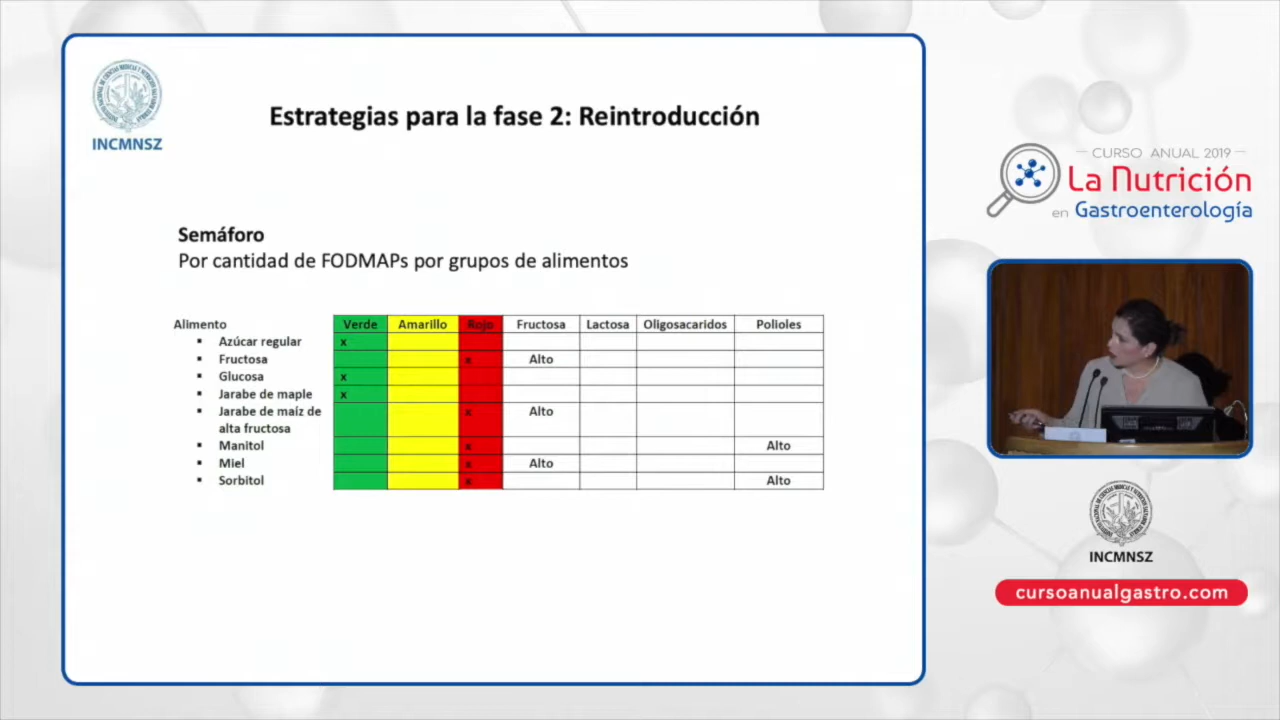 INCMNSZ
Estrategias para la fase 2: Reintroducción
Semáforo
Por cantidad de FODMAPs por grupos de alimentos
Alimento Verde Amarillo Rojo Fructosa Lactosa Oligosacaridos Polioles
▪ Azúcar regular x
▪ Fructosa x Alto
▪ Glucosa x
▪ Jarabe de maple x
▪ Jarabe de maíz de x Alto
alta fructosa
▪ Manitol x Alto
▪ Miel x Alto
▪ Sorbitol x Alto
CURSO ANUAL 2019
La Nutrición
en Gastroenterología
INCMNSZ
cursoanualgastro.com